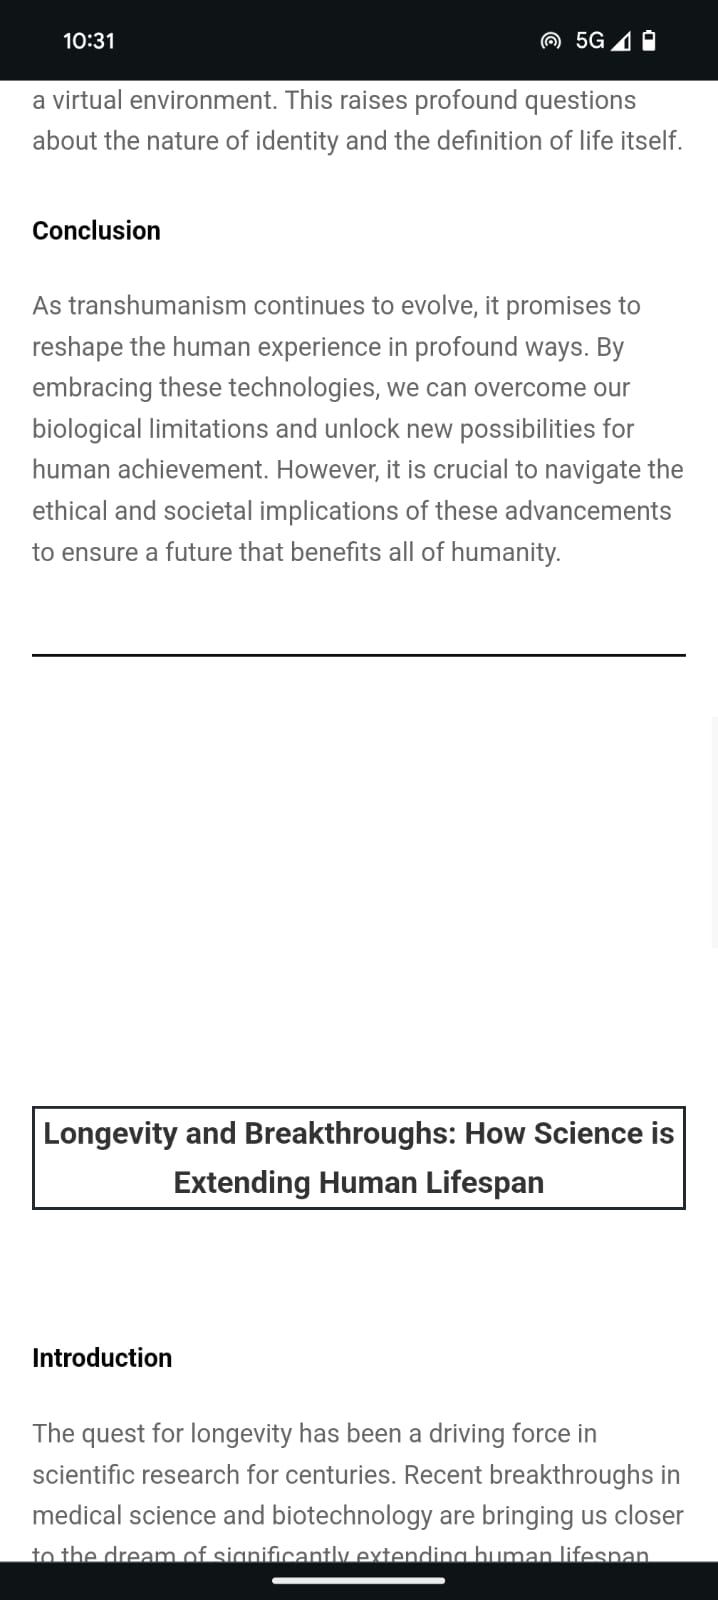 10:31
5G
a virtual environment. This raises profound questions
about the nature of identity and the definition of life itself.
Conclusion
As transhumanism continues to evolve, it promises to
reshape the human experience in profound ways. By
embracing these technologies, we can overcome our
biological limitations and unlock new possibilities for
human achievement. However, it is crucial to navigate the
ethical and societal implications of these advancements
to ensure a future that benefits all of humanity.
Longevity and Breakthroughs: How Science is
Extending Human Lifespan
Introduction
The quest for longevity has been a driving force in
scientific research for centuries. Recent breakthroughs in
medical science and biotechnology are bringing us closer
to the dream of significantly extending human lifespan